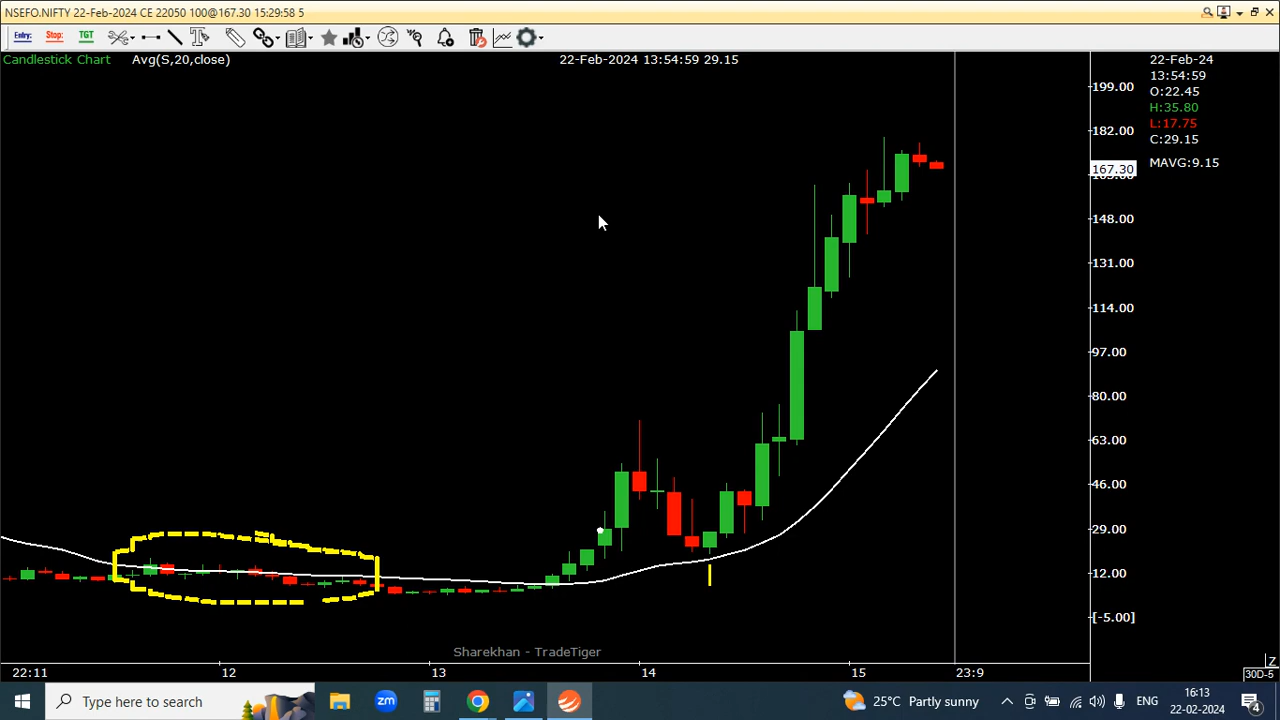 NSEFO.NIFTY 22-Feb-2024 CE 22050 100@167.30 15:29:58 5
Entry: Stop: TGT
Candlestick Chart Avg(S,20,close) 22-Feb-2024 13:54:59 29.15
22-Feb-24
13:54:59
O:22.45
H:35.80
L:17.75
C:29.15
MAVG:9.15
199.00
182.00
167.30
148.00
131.00
114.00
97.00
80.00
63.00
46.00
29.00
12.00
[-5.00]
Sharekhan - TradeTiger
Z
22:11 12 13 14 15 23:9 30D-5
Type here to search 25°C Partly sunny ENG 16:13
22-02-2024 4